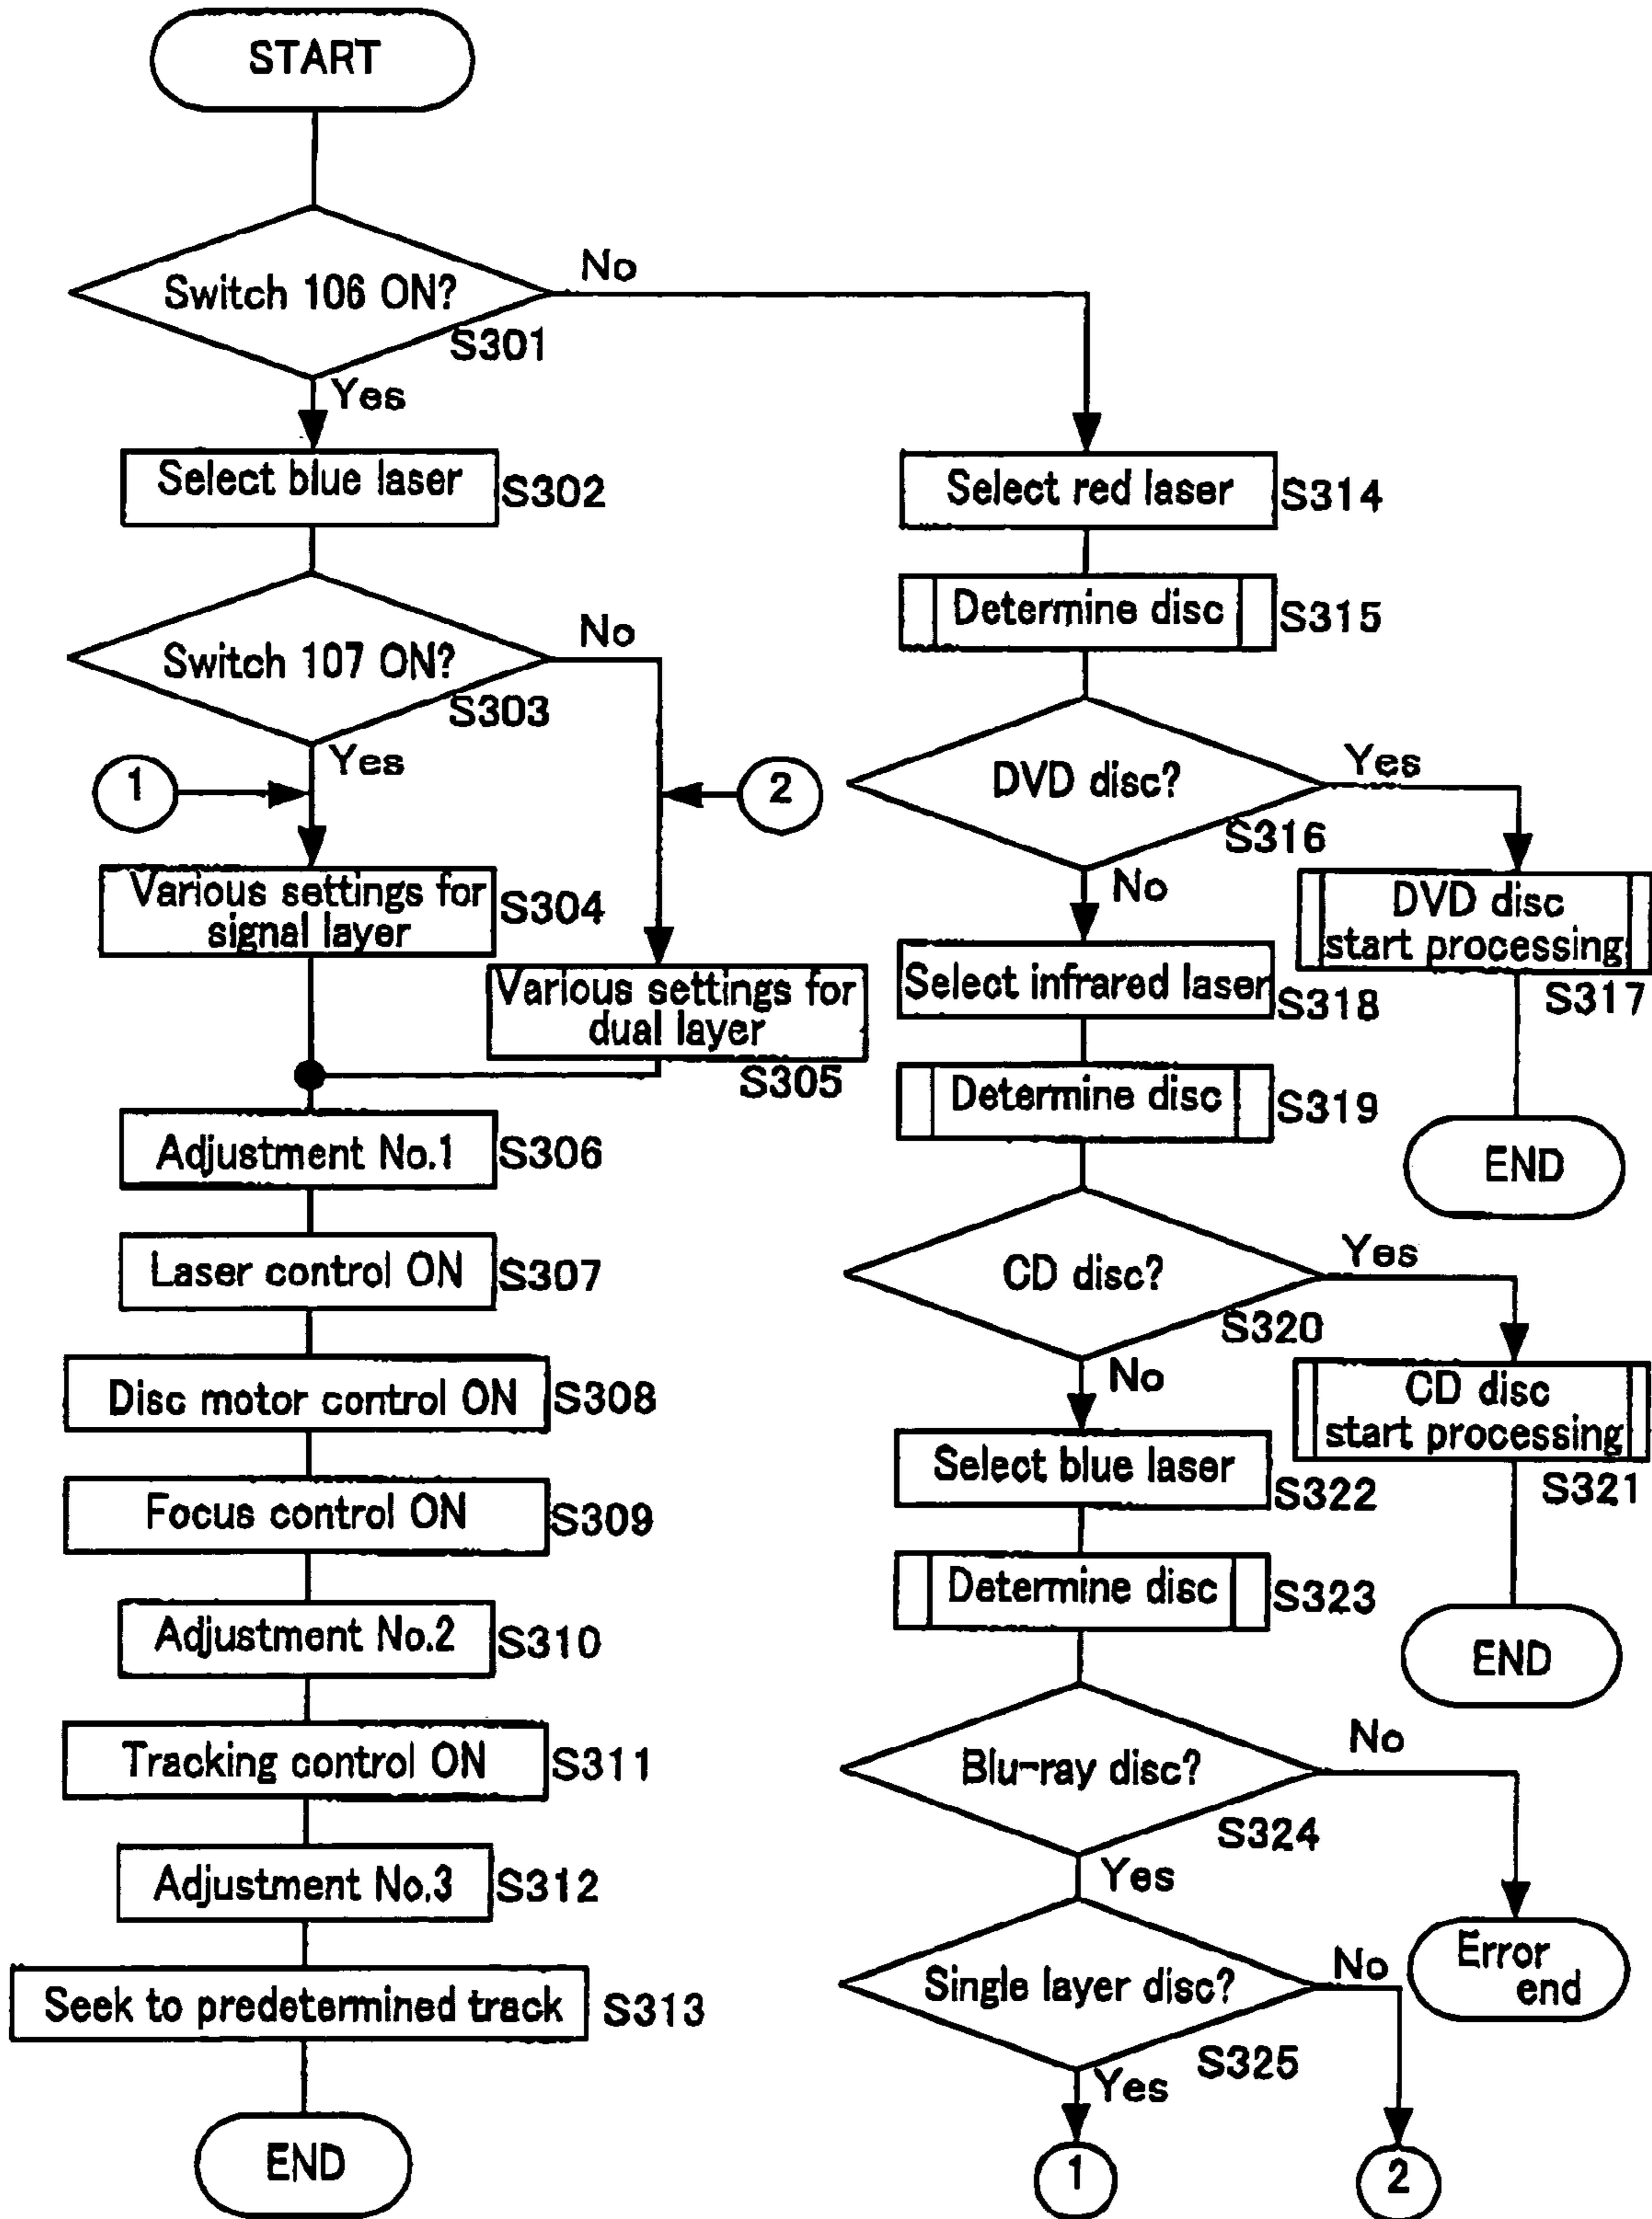 START
Switch 106 ON?
S301
No
Yes
Select blue laser
S302
Switch 107 ON?
S303
No
Yes
1
2
Various settings for
signal layer
S304
Various settings for
dual layer
S305
Adjustment No.1
S306
Laser control ON
S307
Disc motor control ON
S308
Focus control ON
S309
Adjustment No.2
S310
Tracking control ON
S311
Adjustment No.3
S312
Seek to predetermined track
S313
END
Select red laser
S314
Determine disc
S315
DVD disc?
S316
Yes
No
DVD disc
start processing
S317
END
Select infrared laser
S318
Determine disc
S319
CD disc?
S320
Yes
No
CD disc
start processing
S321
END
Select blue laser
S322
Determine disc
S323
Blu-ray disc?
S324
No
Yes
Error
end
Single layer disc?
S325
No
Yes
1
2